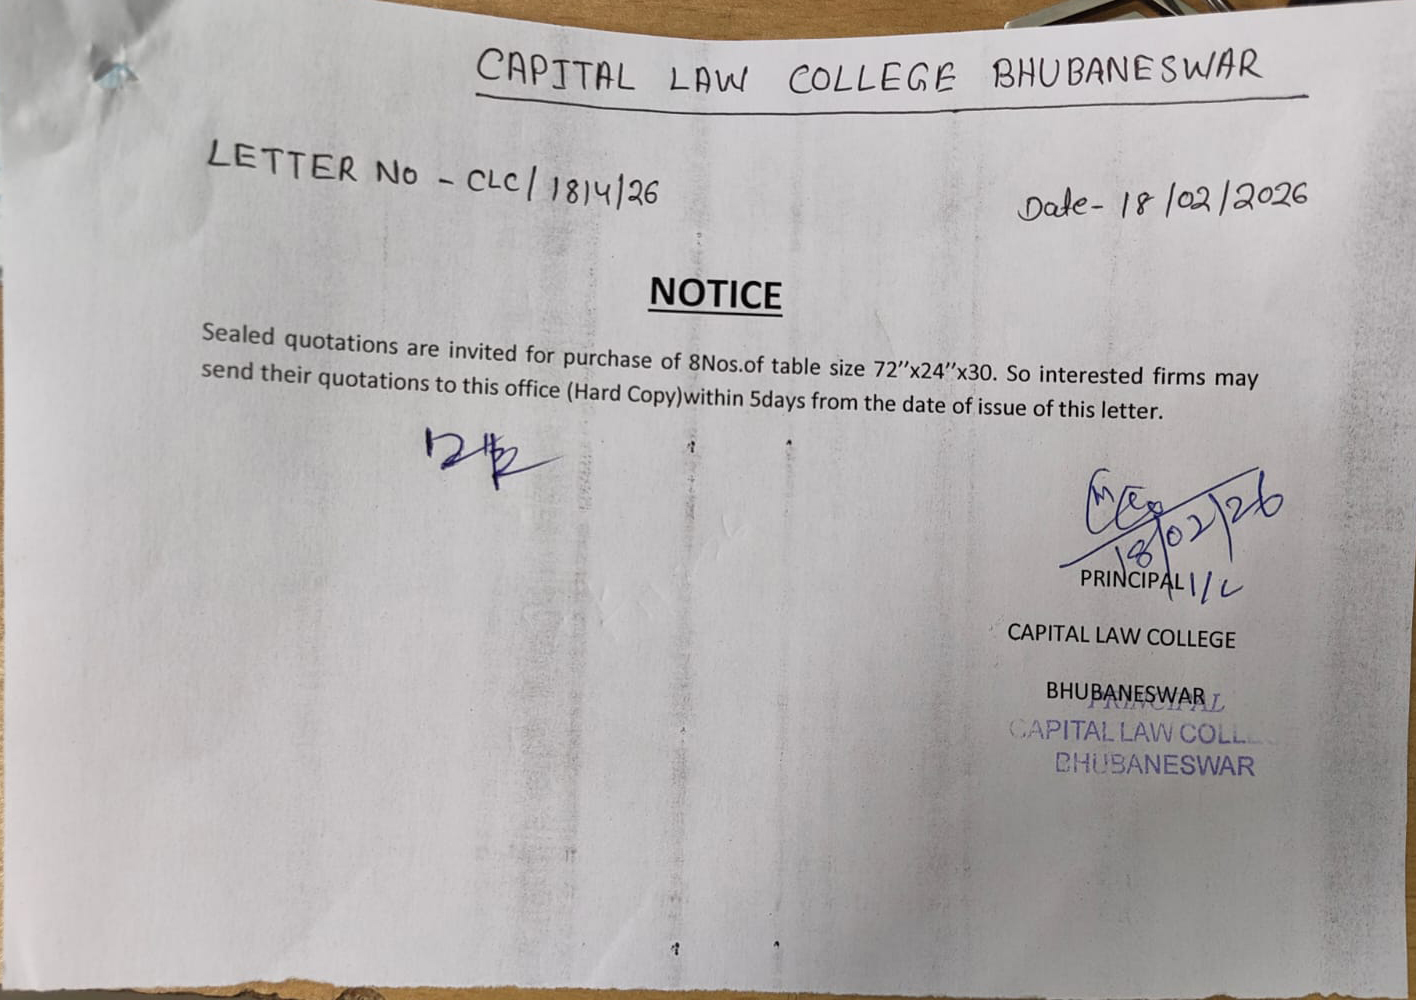 CAPITAL LAW COLLEGE BHUBANESWAR
LETTER No - CLC/1814/26
Date- 18/02/2026
NOTICE
Sealed quotations are invited for purchase of 8Nos.of table size 72’’x24’’x30. So interested firms may
send their quotations to this office (Hard Copy)within 5days from the date of issue of this letter.
18/02/26
PRINCIPAL I/C
CAPITAL LAW COLLEGE
BHUBANESWAR
PRINCIPAL
CAPITAL LAW COLL
BHUBANESWAR